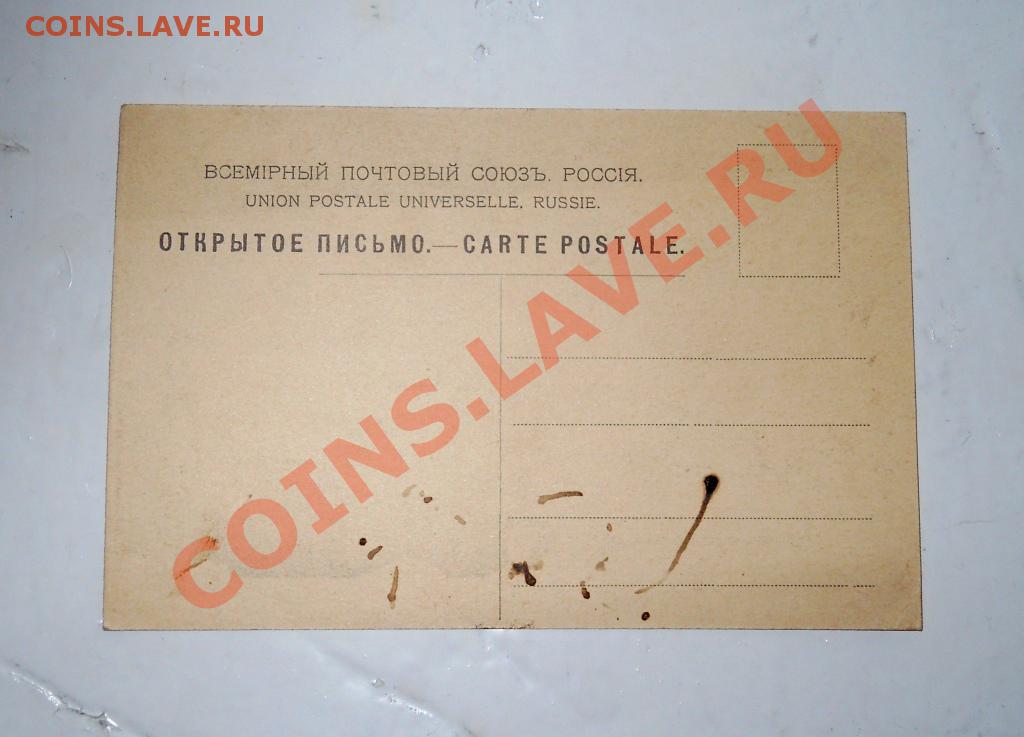 COINS.LAVE.RU
ВСЕМІРНЫЙ ПОЧТОВЫЙ СОЮЗЪ. РОССІЯ.
UNION POSTALE UNIVERSELLE, RUSSIE.
ОТКРЫТОЕ ПИСЬМО.—CARTE POSTALE.
COINS.LAVE.RU